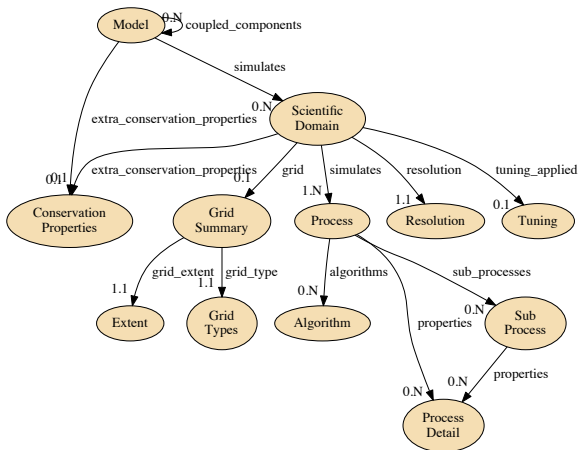 Model
0.N
coupled_components
simulates
0.N
Scientific
Domain
extra_conservation_properties
extra_conservation_properties
0.1
0.1
grid
0.1
simulates
1.N
resolution
1.1
tuning_applied
0.1
Conservation
Properties
Grid
Summary
Process
Resolution
Tuning
grid_extent
1.1
grid_type
1.1
algorithms
0.N
properties
0.N
sub_processes
0.N
Extent
Grid
Types
Algorithm
Sub
Process
properties
0.N
Process
Detail